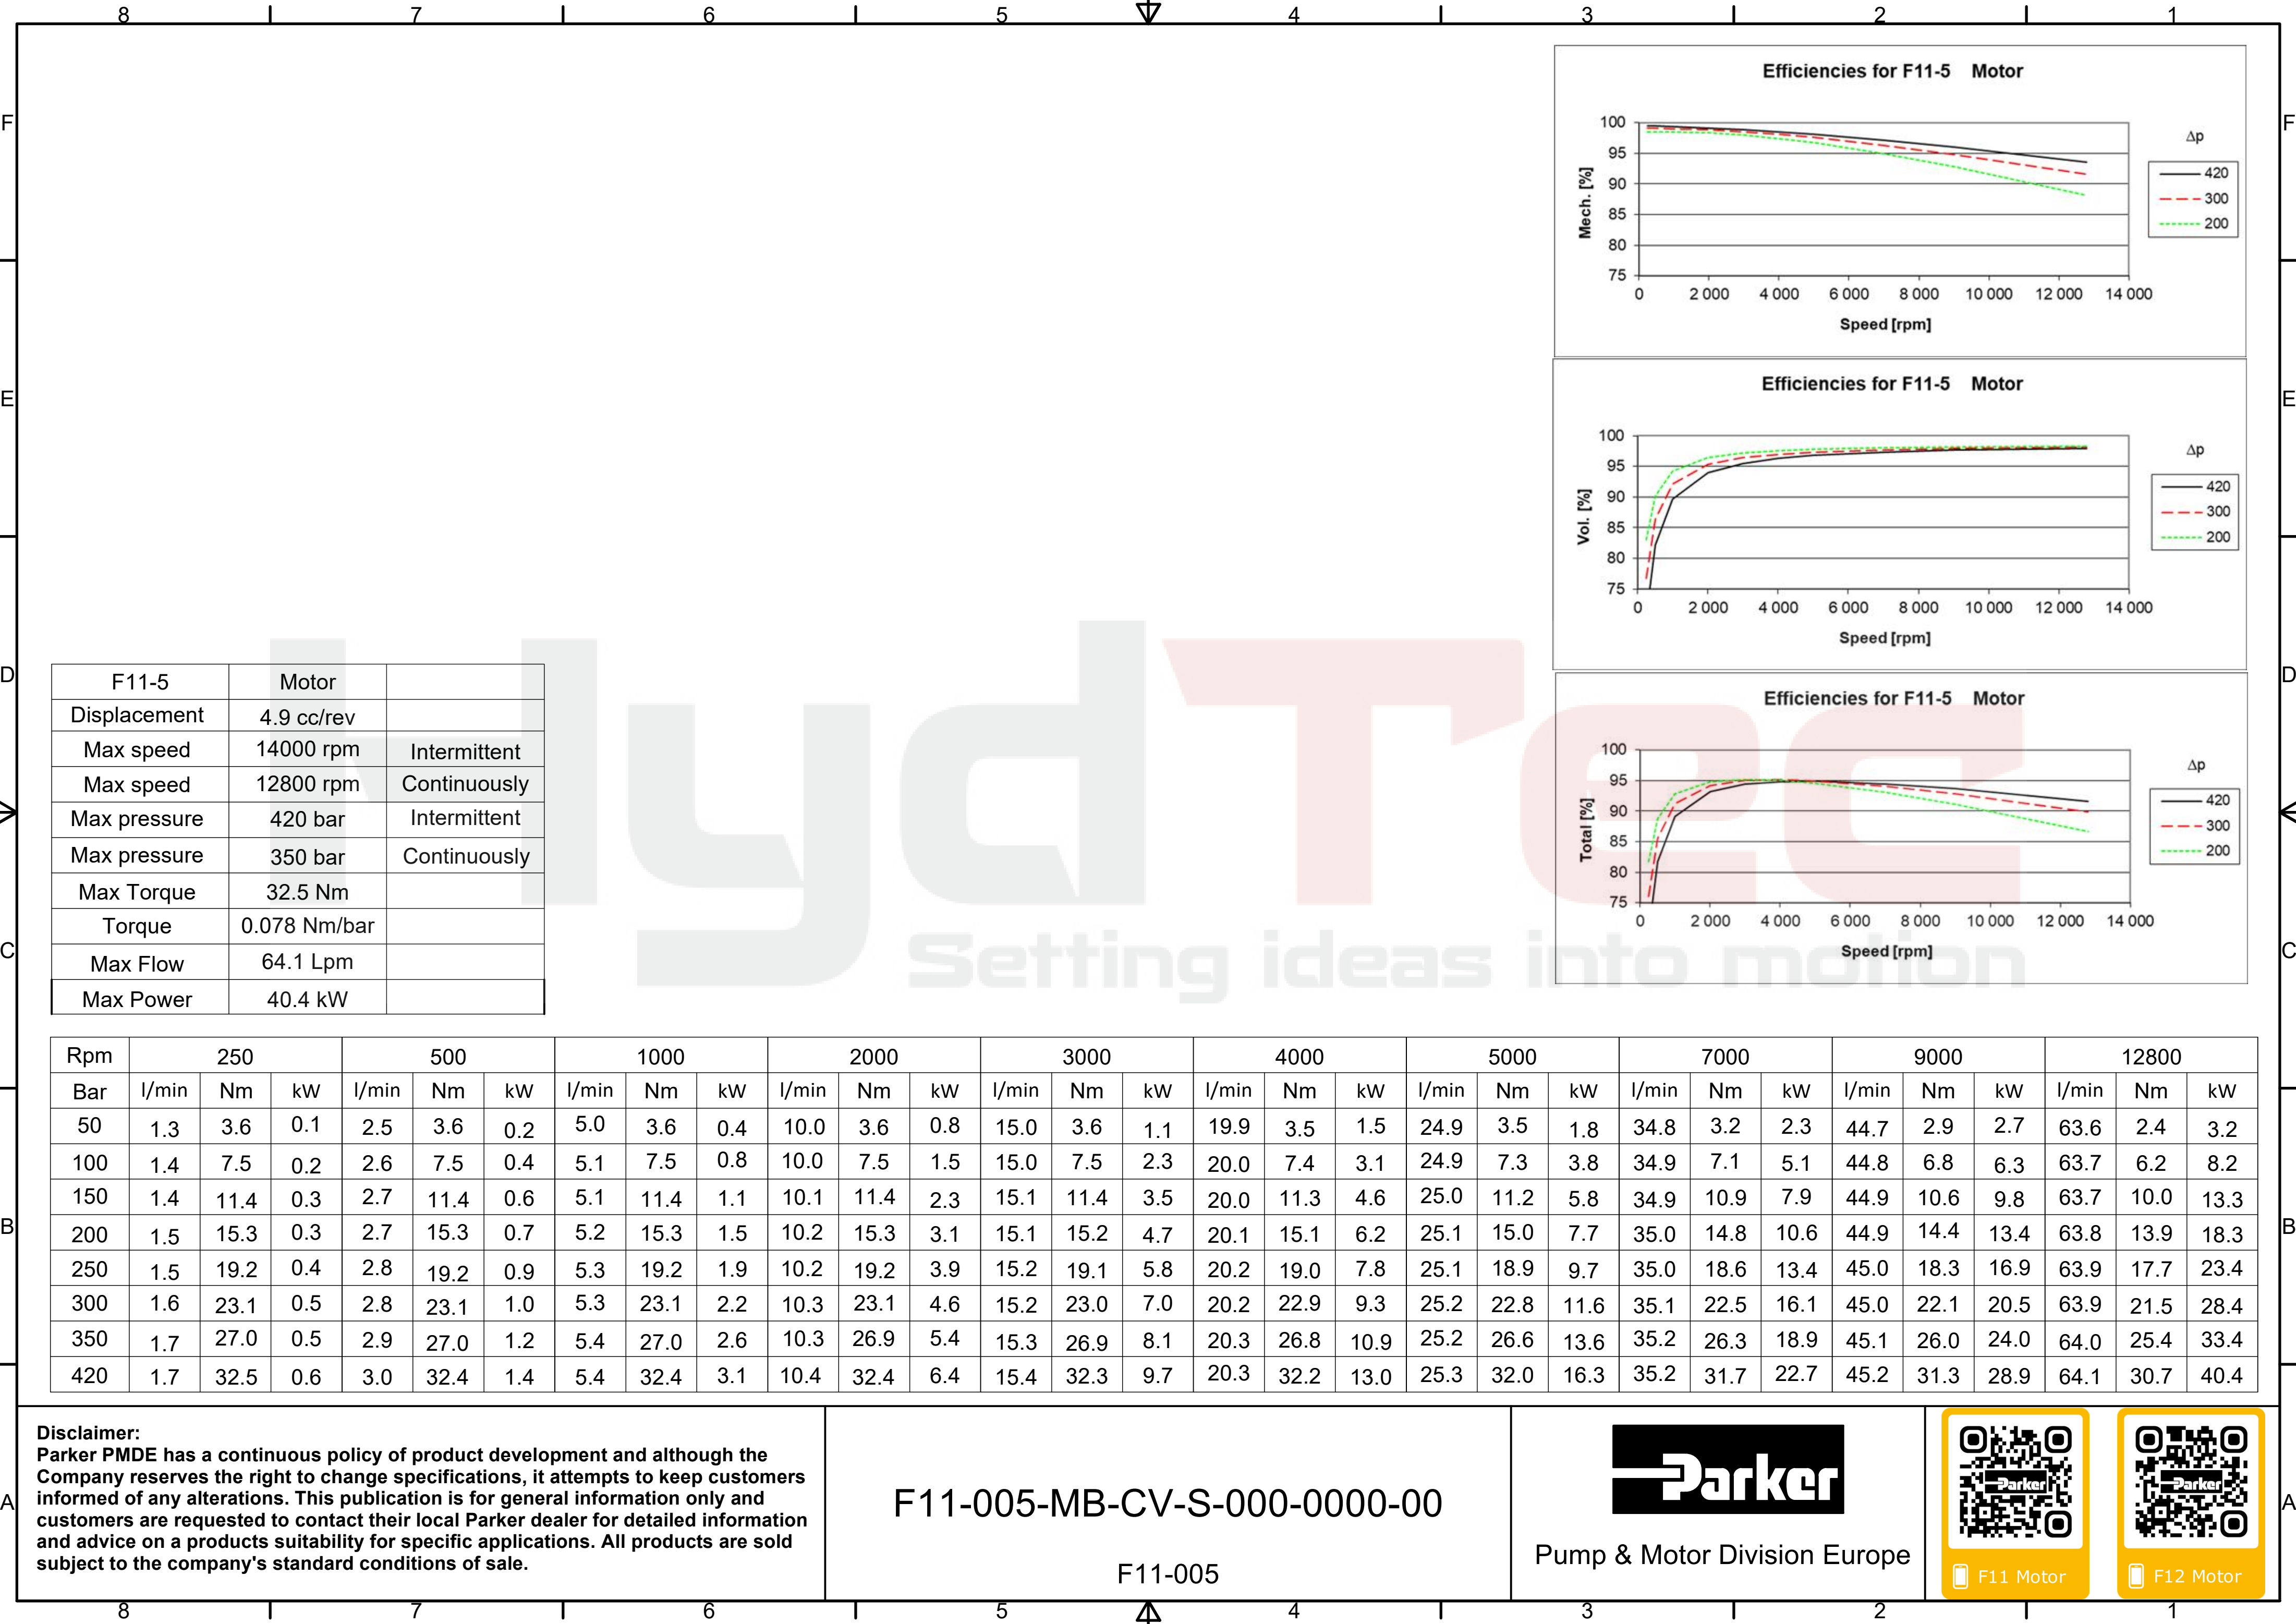 8 7 6 5 4 3 2 1
F F
E E
D D
C C
B B
A A
Efficiencies for F11-5 Motor
Mech. [%]
100
95
90
85
80
75
0 2 000 4 000 6 000 8 000 10 000 12 000 14 000
Speed [rpm]
Δp
420
300
200
Efficiencies for F11-5 Motor
Vol. [%]
100
95
90
85
80
75
0 2 000 4 000 6 000 8 000 10 000 12 000 14 000
Speed [rpm]
Δp
420
300
200
Efficiencies for F11-5 Motor
Total [%]
100
95
90
85
80
75
0 2 000 4 000 6 000 8 000 10 000 12 000 14 000
Speed [rpm]
Δp
420
300
200
HydTec
Setting ideas into motion
F11-5 Motor
Displacement 4.9 cc/rev
Max speed 14000 rpm Intermittent
Max speed 12800 rpm Continuously
Max pressure 420 bar Intermittent
Max pressure 350 bar Continuously
Max Torque 32.5 Nm
Torque 0.078 Nm/bar
Max Flow 64.1 Lpm
Max Power 40.4 kW
Rpm 250 500 1000 2000 3000 4000 5000 7000 9000 12800
Bar l/min Nm kW l/min Nm kW l/min Nm kW l/min Nm kW l/min Nm kW l/min Nm kW l/min Nm kW l/min Nm kW l/min Nm kW l/min Nm kW
50 1.3 3.6 0.1 2.5 3.6 0.2 5.0 3.6 0.4 10.0 3.6 0.8 15.0 3.6 1.1 19.9 3.5 1.5 24.9 3.5 1.8 34.8 3.2 2.3 44.7 2.9 2.7 63.6 2.4 3.2
100 1.4 7.5 0.2 2.6 7.5 0.4 5.1 7.5 0.8 10.0 7.5 1.5 15.0 7.5 2.3 20.0 7.4 3.1 24.9 7.3 3.8 34.9 7.1 5.1 44.8 6.8 6.3 63.7 6.2 8.2
150 1.4 11.4 0.3 2.7 11.4 0.6 5.1 11.4 1.1 10.1 11.4 2.3 15.1 11.4 3.5 20.0 11.3 4.6 25.0 11.2 5.8 34.9 10.9 7.9 44.9 10.6 9.8 63.7 10.0 13.3
200 1.5 15.3 0.3 2.7 15.3 0.7 5.2 15.3 1.5 10.2 15.3 3.1 15.1 15.2 4.7 20.1 15.1 6.2 25.1 15.0 7.7 35.0 14.8 10.6 44.9 14.4 13.4 63.8 13.9 18.3
250 1.5 19.2 0.4 2.8 19.2 0.9 5.3 19.2 1.9 10.2 19.2 3.9 15.2 19.1 5.8 20.2 19.0 7.8 25.1 18.9 9.7 35.0 18.6 13.4 45.0 18.3 16.9 63.9 17.7 23.4
300 1.6 23.1 0.5 2.8 23.1 1.0 5.3 23.1 2.2 10.3 23.1 4.6 15.2 23.0 7.0 20.2 22.9 9.3 25.2 22.8 11.6 35.1 22.5 16.1 45.0 22.1 20.5 63.9 21.5 28.4
350 1.7 27.0 0.5 2.9 27.0 1.2 5.4 27.0 2.6 10.3 26.9 5.4 15.3 26.9 8.1 20.3 26.8 10.9 25.2 26.6 13.6 35.2 26.3 18.9 45.1 26.0 24.0 64.0 25.4 33.4
420 1.7 32.5 0.6 3.0 32.4 1.4 5.4 32.4 3.1 10.4 32.4 6.4 15.4 32.3 9.7 20.3 32.2 13.0 25.3 32.0 16.3 35.2 31.7 22.7 45.2 31.3 28.9 64.1 30.7 40.4
Disclaimer:
Parker PMDE has a continuous policy of product development and although the
Company reserves the right to change specifications, it attempts to keep customers
informed of any alterations. This publication is for general information only and
customers are requested to contact their local Parker dealer for detailed information
and advice on a products suitability for specific applications. All products are sold
subject to the company's standard conditions of sale.
F11-005-MB-CV-S-000-0000-00
F11-005
Parker
Pump & Motor Division Europe
Parker
F11 Motor
Parker
F12 Motor
8 7 6 5 4 3 2 1